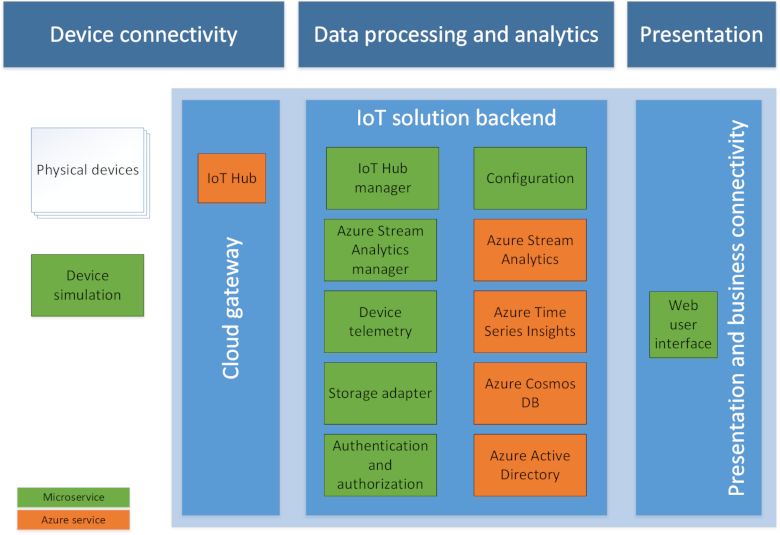 Device connectivity
Data processing and analytics
Presentation
Physical devices
Device
simulation
IoT Hub
Cloud gateway
IoT solution backend
IoT Hub
manager
Configuration
Azure Stream
Analytics
manager
Azure Stream
Analytics
Device
telemetry
Azure Time
Series Insights
Storage adapter
Azure Cosmos
DB
Authentication
and
authorization
Azure Active
Directory
Web
user
interface
Presentation and business connectivity
Microservice
Azure service